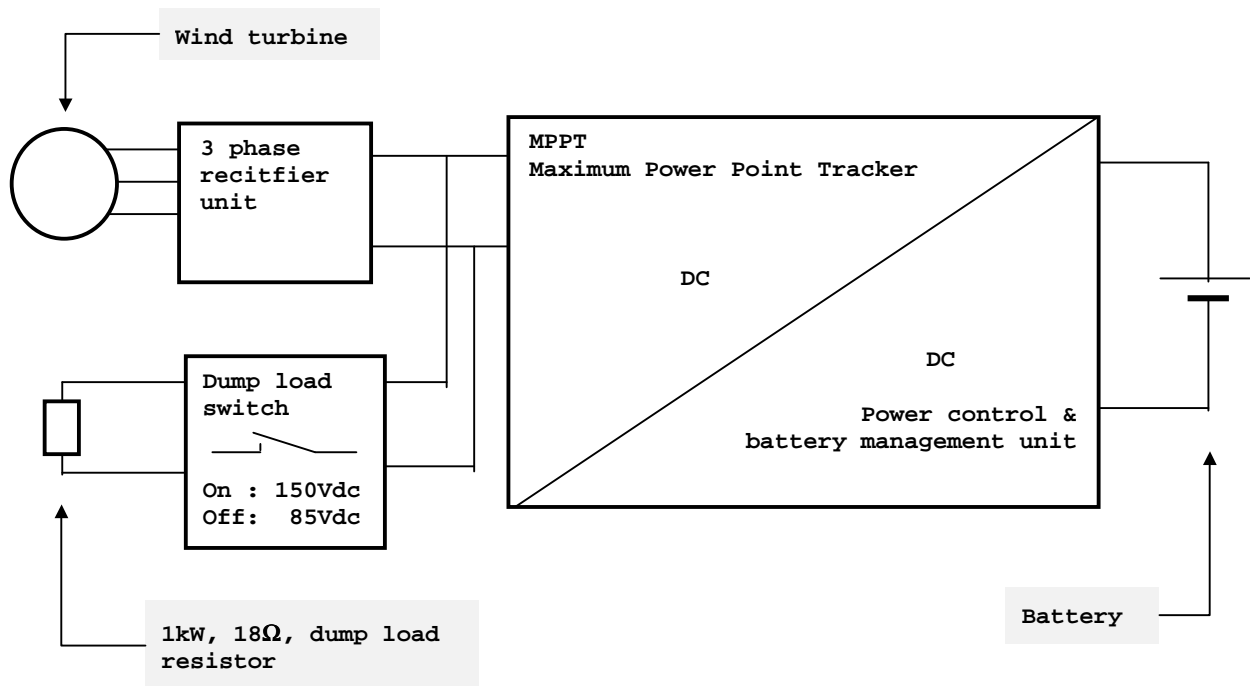 Wind turbine
3 phase
recitfier
unit
MPPT
Maximum Power Point Tracker
DC
DC
Power control &
battery management unit
Dump load
switch
On : 150Vdc
Off:  85Vdc
1kW, 18Ω, dump load
resistor
Battery